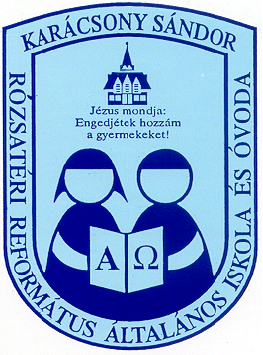 KARÁCSONY SÁNDOR
RÓZSATÉRI REFORMÁTUS ÁLTALÁNOS ISKOLA ÉS ÓVODA
Jézus mondja:
Engedjétek hozzám
a gyermekeket!
Α Ω